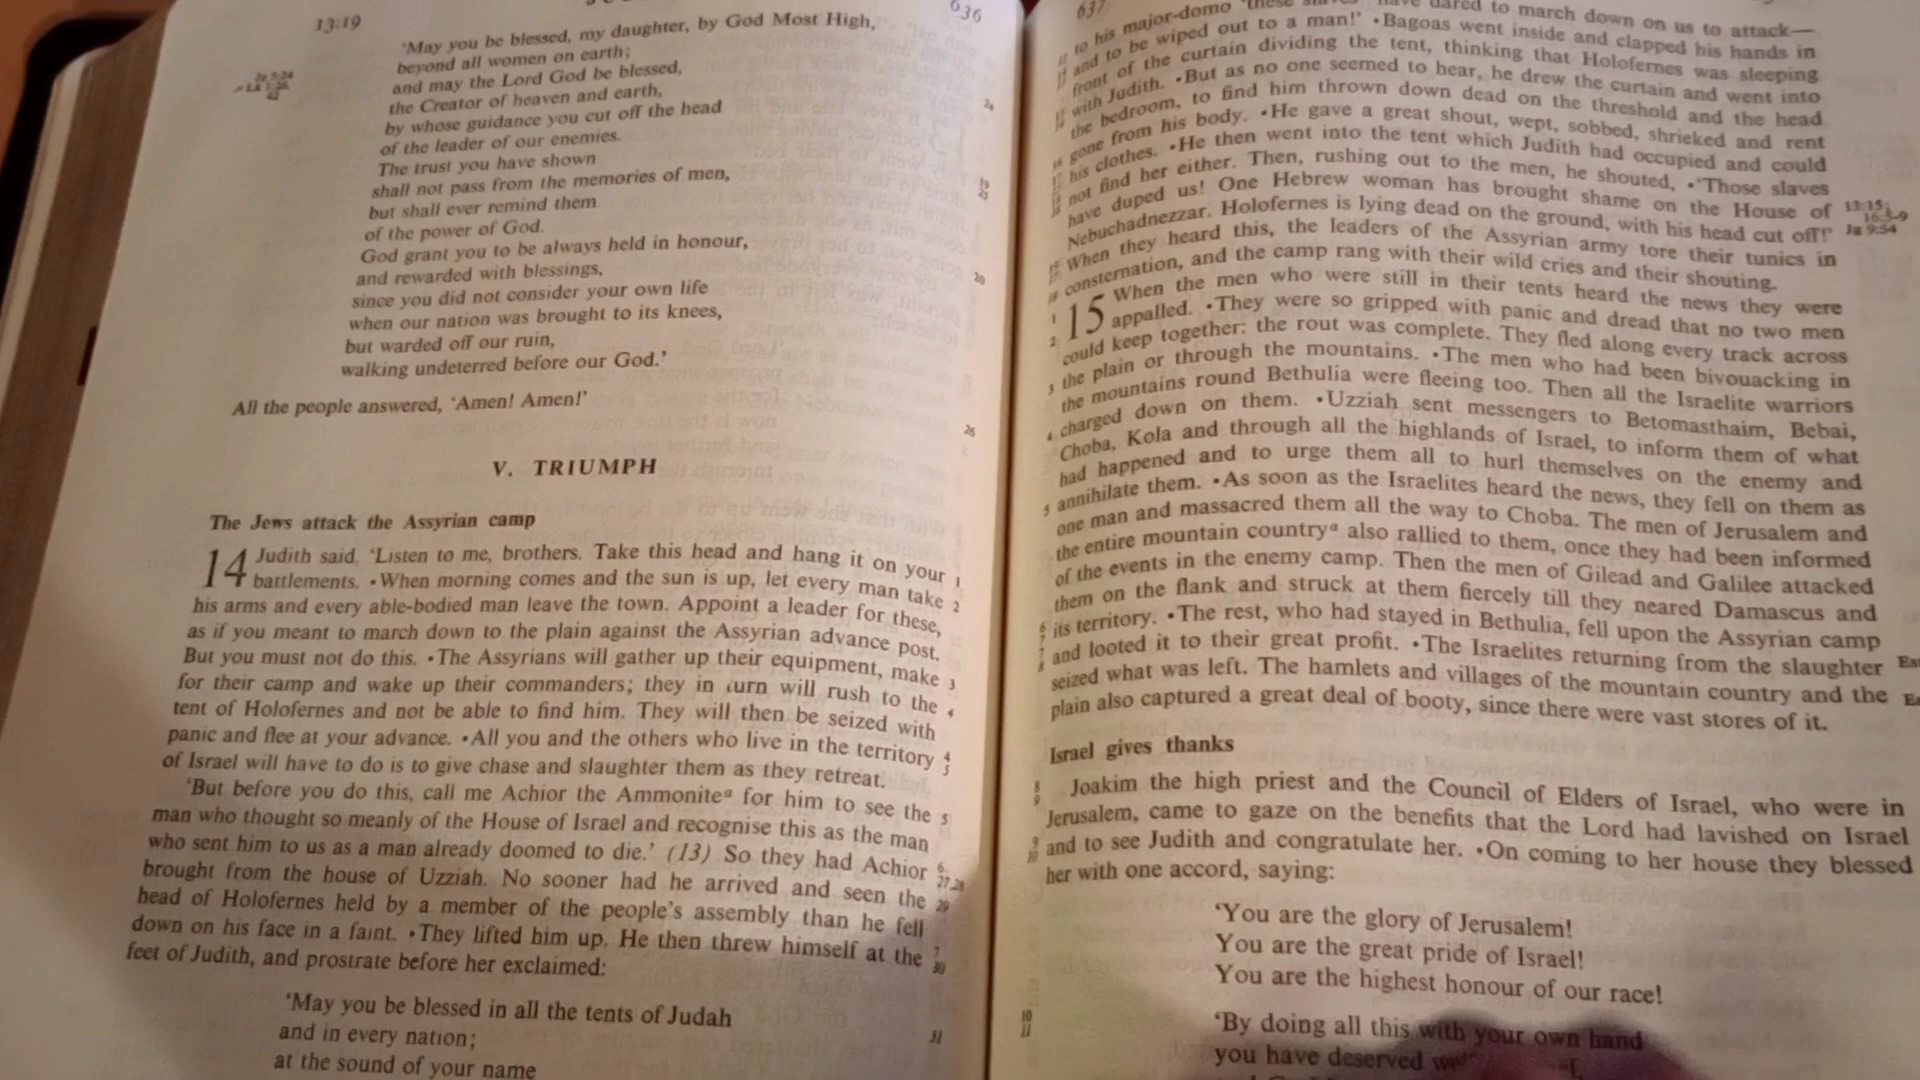 13:19
636
'May you be blessed, my daughter, by God Most High,
beyond all women on earth;
and may the Lord God be blessed,
the Creator of heaven and earth,
by whose guidance you cut off the head
of the leader of our enemies.
The trust you have shown
shall not pass from the memories of men,
but shall ever remind them
of the power of God.
God grant you to be always held in honour,
and rewarded with blessings,
since you did not consider your own life
when our nation was brought to its knees,
but warded off our ruin,
walking undeterred before our God.'
All the people answered, 'Amen! Amen!'
V. TRIUMPH
The Jews attack the Assyrian camp
14 Judith said, 'Listen to me, brothers. Take this head and hang it on your 1
battlements. •When morning comes and the sun is up, let every man take 2
his arms and every able-bodied man leave the town. Appoint a leader for these,
as if you meant to march down to the plain against the Assyrian advance post.
But you must not do this. •The Assyrians will gather up their equipment, make 3
for their camp and wake up their commanders; they in turn will rush to the 4
tent of Holofernes and not be able to find him. They will then be seized with
panic and flee at your advance. •All you and the others who live in the territory 4
of Israel will have to do is to give chase and slaughter them as they retreat. 5
'But before you do this, call me Achior the Ammoniteᵃ for him to see the 5
man who thought so meanly of the House of Israel and recognise this as the man
who sent him to us as a man already doomed to die.' (13) So they had Achior 6
brought from the house of Uzziah. No sooner had he arrived and seen the 29
head of Holofernes held by a member of the people's assembly than he fell
down on his face in a faint. •They lifted him up. He then threw himself at the 7
feet of Judith, and prostrate before her exclaimed: 30
'May you be blessed in all the tents of Judah
and in every nation; 31
at the sound of your name
637
to his major-domo 'these slaves have dared to march down on us to attack—
and to be wiped out to a man!' •Bagoas went inside and clapped his hands in
front of the curtain dividing the tent, thinking that Holofernes was sleeping
with Judith. •But as no one seemed to hear, he drew the curtain and went into
the bedroom, to find him thrown down dead on the threshold and the head
gone from his body. •He gave a great shout, wept, sobbed, shrieked and rent
his clothes. •He then went into the tent which Judith had occupied and could
not find her either. Then, rushing out to the men, he shouted, •'Those slaves
have duped us! One Hebrew woman has brought shame on the House of
Nebuchadnezzar. Holofernes is lying dead on the ground, with his head cut off!'
13:15;
16:5-9
Jg 9:54
When they heard this, the leaders of the Assyrian army tore their tunics in
consternation, and the camp rang with their wild cries and their shouting.
1 15 When the men who were still in their tents heard the news they were
2 appalled. •They were so gripped with panic and dread that no two men
could keep together: the rout was complete. They fled along every track across
3 the plain or through the mountains. •The men who had been bivouacking in
the mountains round Bethulia were fleeing too. Then all the Israelite warriors
4 charged down on them. •Uzziah sent messengers to Betomasthaim, Bebai,
Choba, Kola and through all the highlands of Israel, to inform them of what
had happened and to urge them all to hurl themselves on the enemy and
5 annihilate them. •As soon as the Israelites heard the news, they fell on them as
one man and massacred them all the way to Choba. The men of Jerusalem and
the entire mountain countryᵃ also rallied to them, once they had been informed
of the events in the enemy camp. Then the men of Gilead and Galilee attacked
them on the flank and struck at them fiercely till they neared Damascus and
6 its territory. •The rest, who had stayed in Bethulia, fell upon the Assyrian camp
7 and looted it to their great profit. •The Israelites returning from the slaughter
8 seized what was left. The hamlets and villages of the mountain country and the
plain also captured a great deal of booty, since there were vast stores of it.
Israel gives thanks
8 Joakim the high priest and the Council of Elders of Israel, who were in
9 Jerusalem, came to gaze on the benefits that the Lord had lavished on Israel
9 and to see Judith and congratulate her. •On coming to her house they blessed
10 her with one accord, saying:
'You are the glory of Jerusalem!
You are the great pride of Israel!
You are the highest honour of our race!
10 'By doing all this with your own hand
11 you have deserved